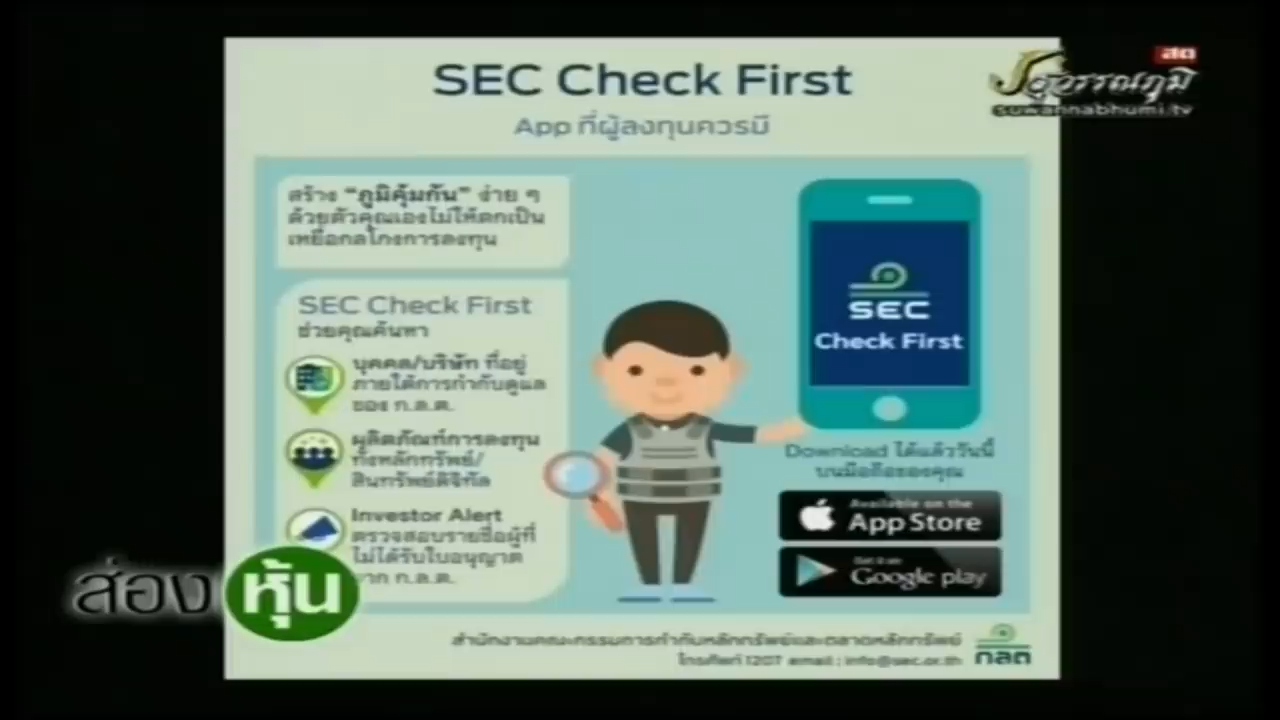 SEC Check First
App ที่ผู้ลงทุนควรมี
สด
สุวรรณภูมิ
suwannabhumi.tv
สร้าง “ภูมิคุ้มกัน” ง่าย ๆ
ด้วยตัวคุณเองไม่ให้ตกเป็น
เหยื่อกลโกงการลงทุน
SEC Check First
ช่วยคุณค้นหา
บุคคล/บริษัท ที่อยู่
ภายใต้การกำกับดูแล
ของ ก.ล.ต.
ผลิตภัณฑ์การลงทุน
ทั้งหลักทรัพย์/
สินทรัพย์ดิจิทัล
Investor Alert
ตรวจสอบรายชื่อผู้ที่
ไม่ได้รับใบอนุญาต
จาก ก.ล.ต.
SEC
Check First
Download ได้แล้ววันนี้
บนมือถือของคุณ
Available on the
App Store
Get it on
Google play
ส่อง หุ้น
สำนักงานคณะกรรมการกำกับหลักทรัพย์และตลาดหลักทรัพย์
โทรศัพท์ 1207 email : info@sec.or.th
กลต